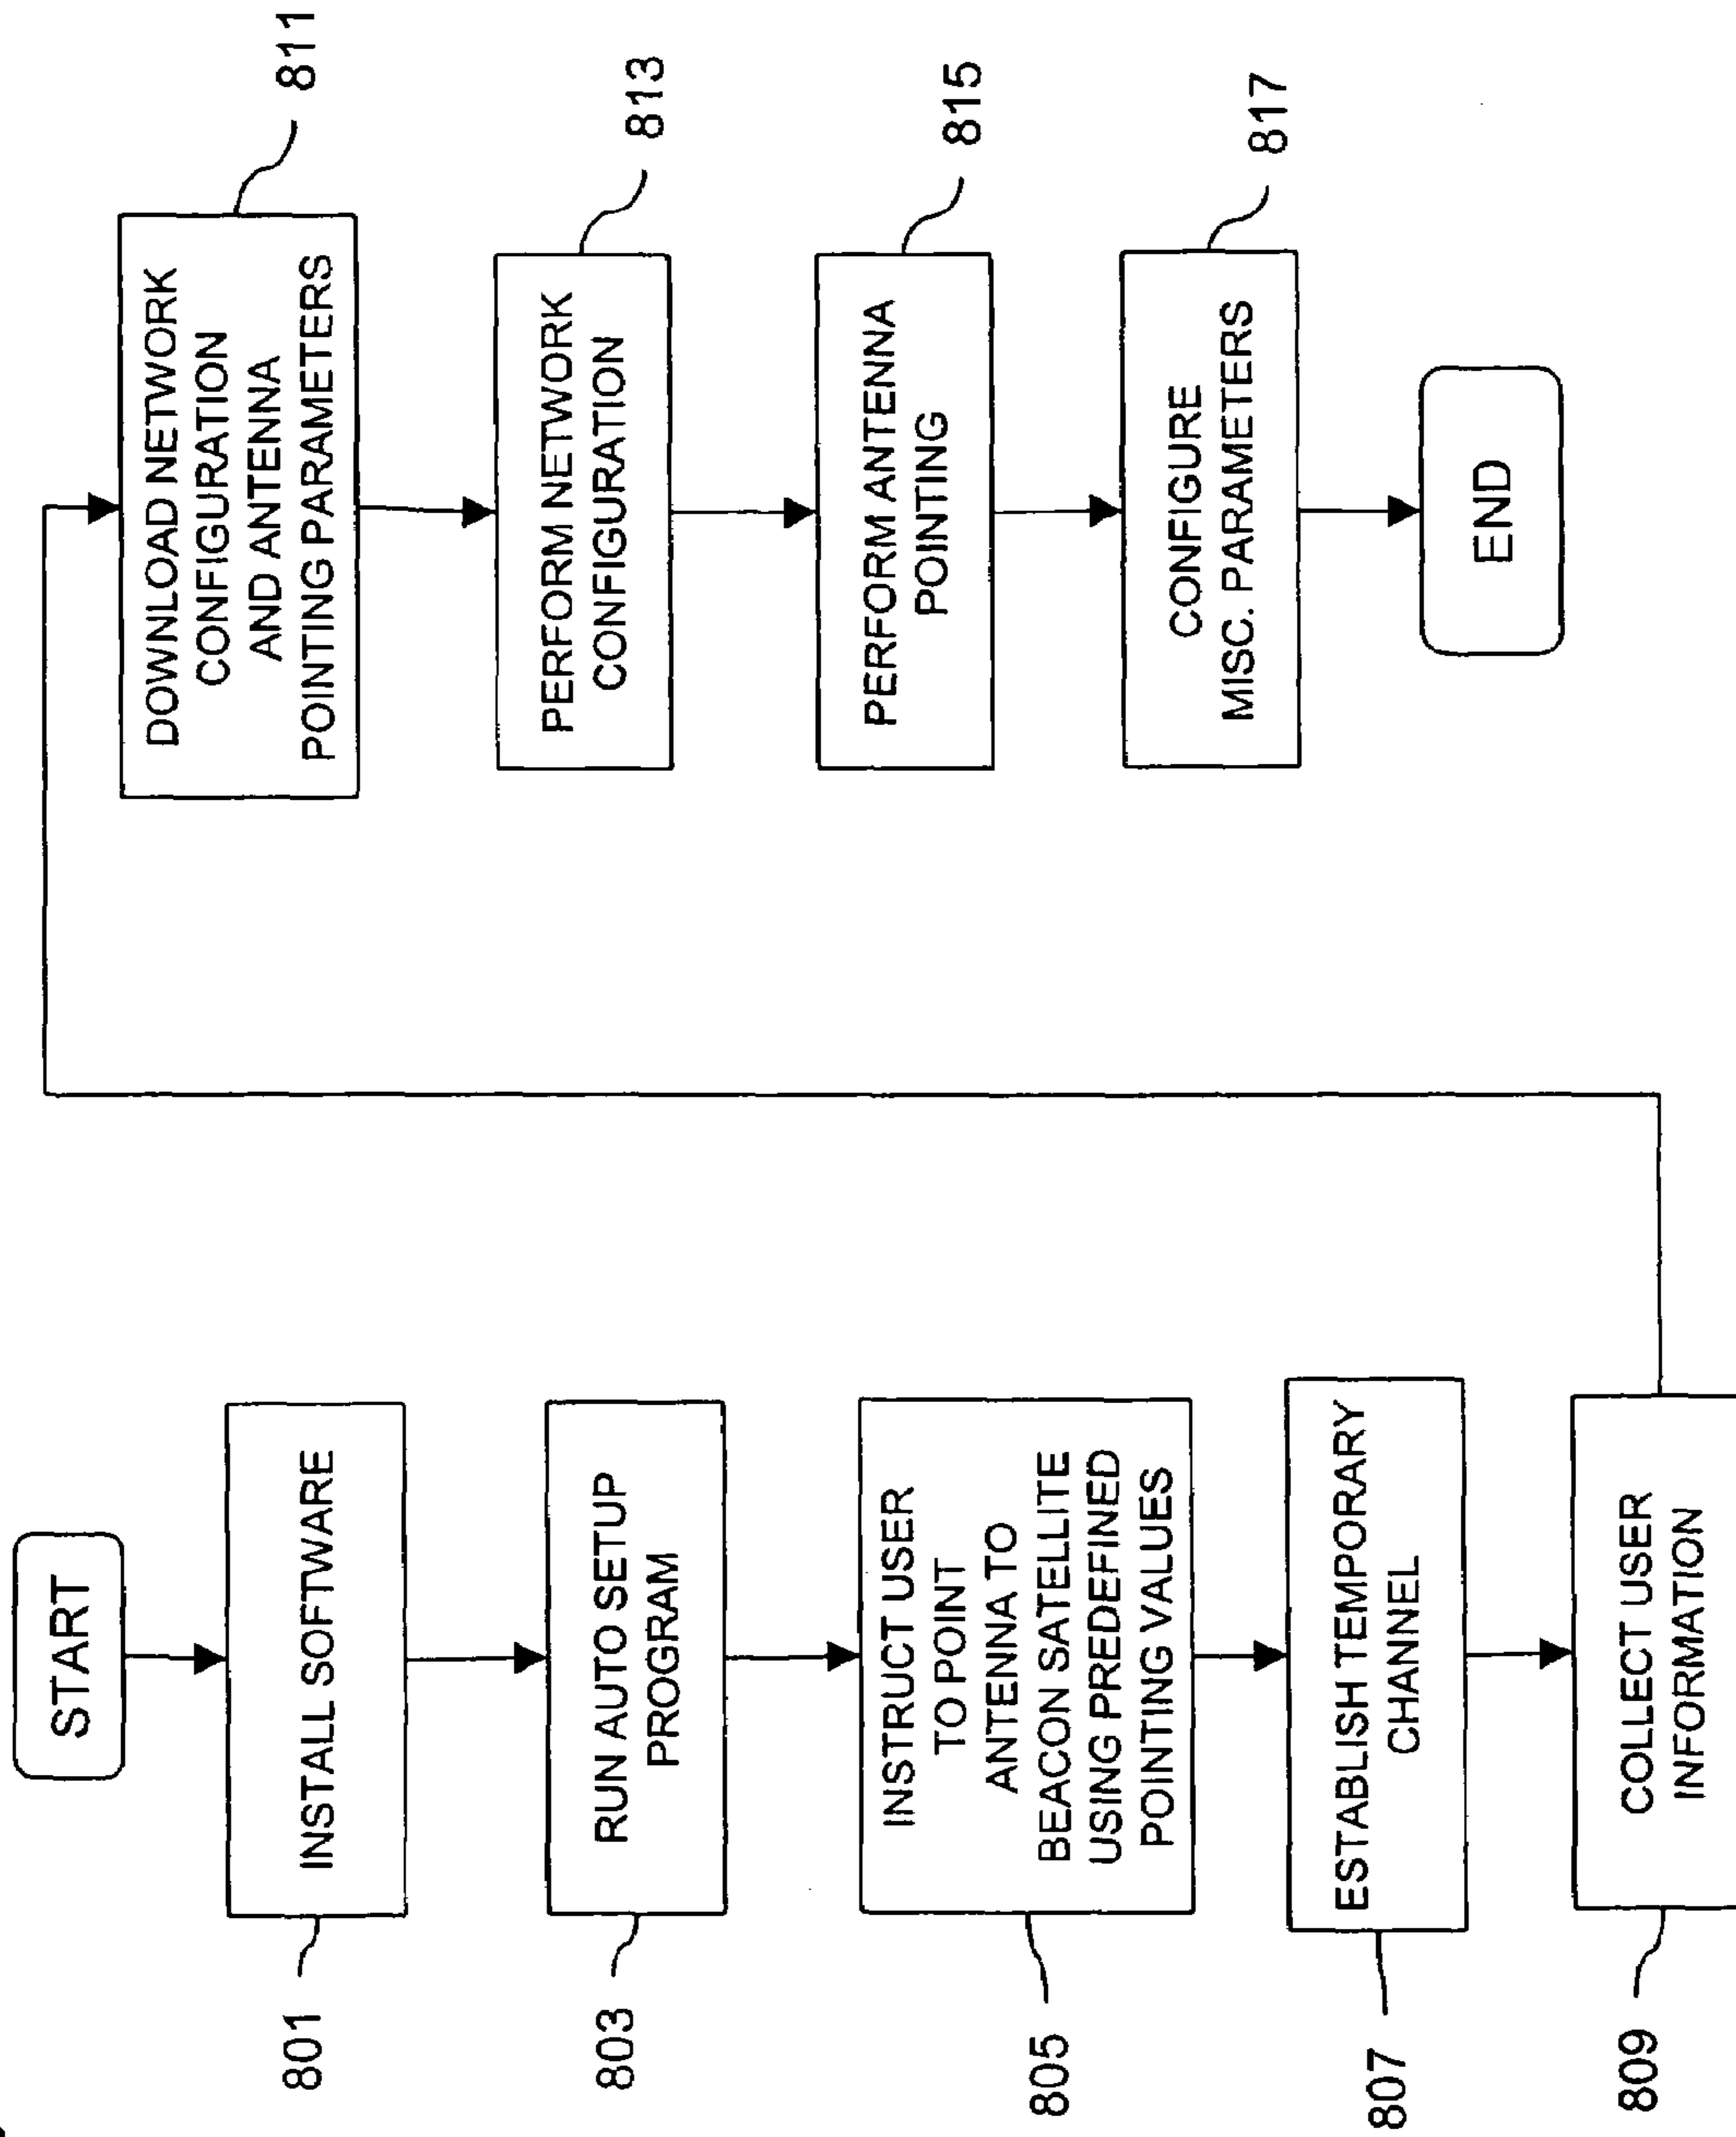 START
801
INSTALL SOFTWARE
803
RUN AUTO SETUP
PROGRAM
805
INSTRUCT USER
TO POINT
ANTENNA TO
BEACON SATELLITE
USING PREDEFINED
POINTING VALUES
807
ESTABLISH TEMPORARY
CHANNEL
809
COLLECT USER
INFORMATION
DOWNLOAD NETWORK
CONFIGURATION
AND ANTENNA
POINTING PARAMETERS
811
PERFORM NETWORK
CONFIGURATION
813
PERFORM ANTENNA
POINTING
815
CONFIGURE
MISC. PARAMETERS
817
END